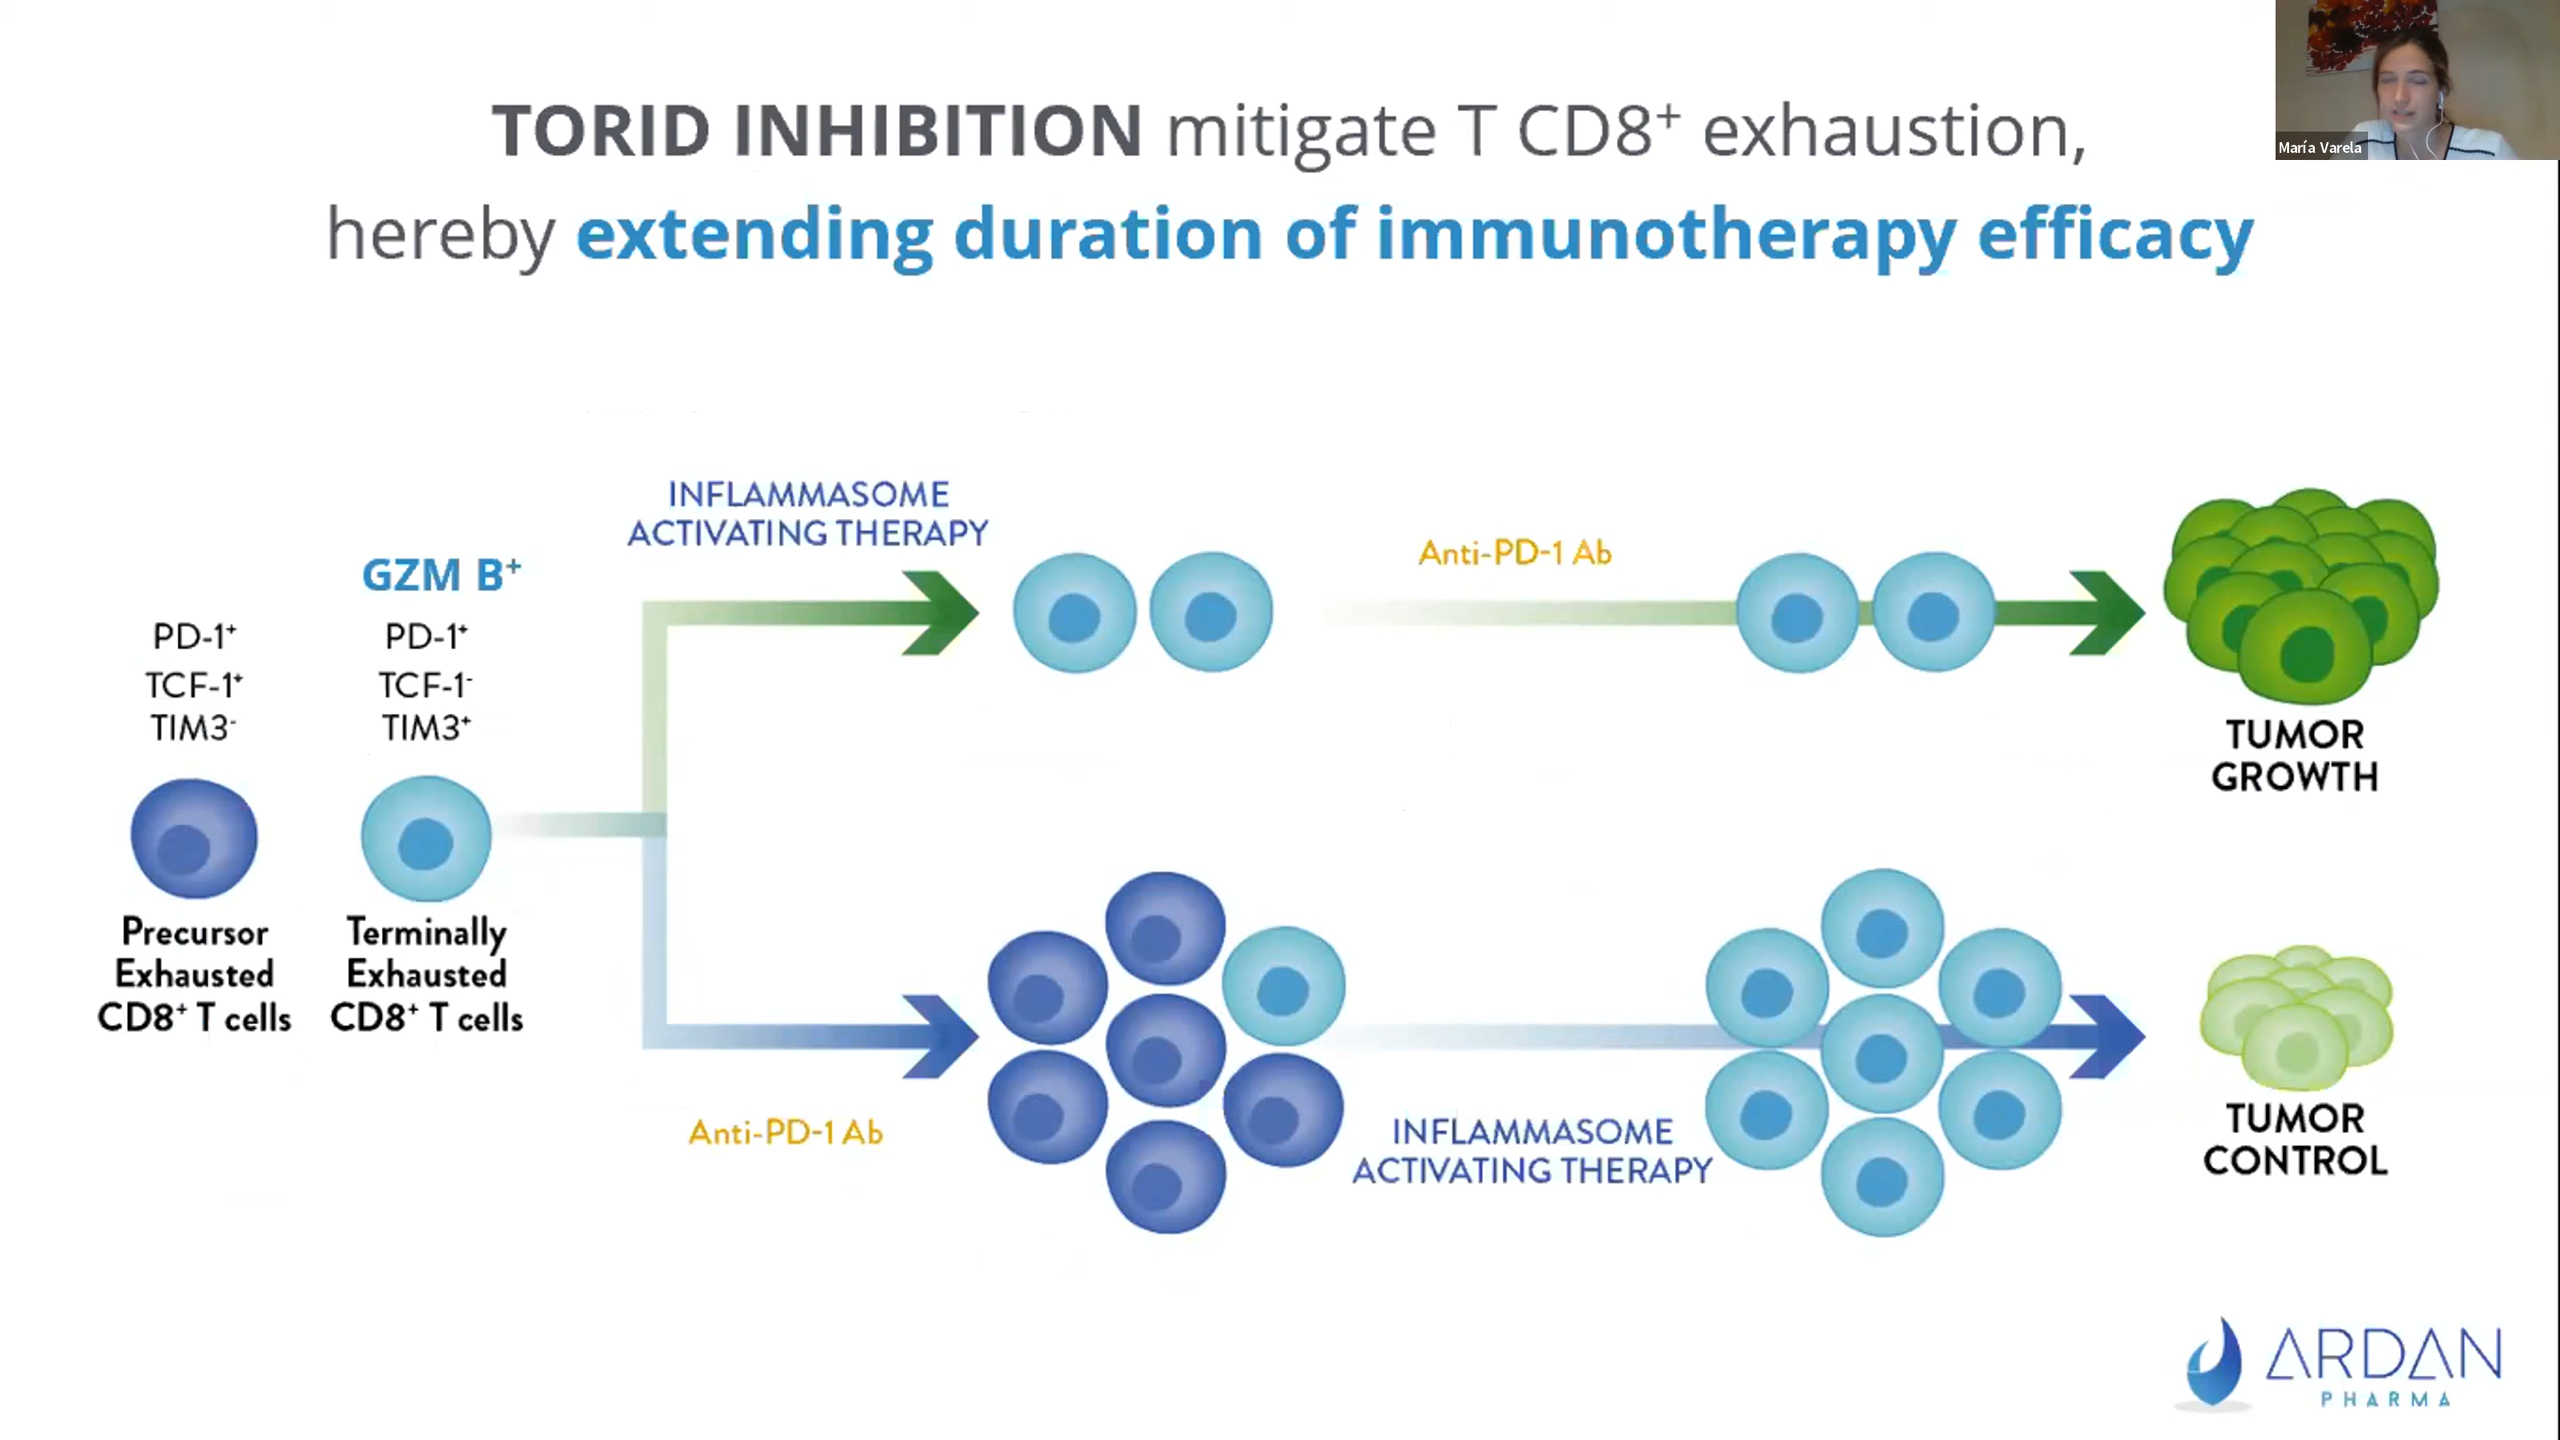 TORID INHIBITION mitigate T CD8⁺ exhaustion,
hereby extending duration of immunotherapy efficacy
María Varela
INFLAMMASOME
ACTIVATING THERAPY
Anti-PD-1 Ab
GZM B⁺
PD-1⁺
TCF-1⁺
TIM3⁻
PD-1⁺
TCF-1⁻
TIM3⁺
TUMOR
GROWTH
Precursor
Exhausted
CD8⁺ T cells
Terminally
Exhausted
CD8⁺ T cells
Anti-PD-1 Ab
INFLAMMASOME
ACTIVATING THERAPY
TUMOR
CONTROL
ARDAN
PHARMA